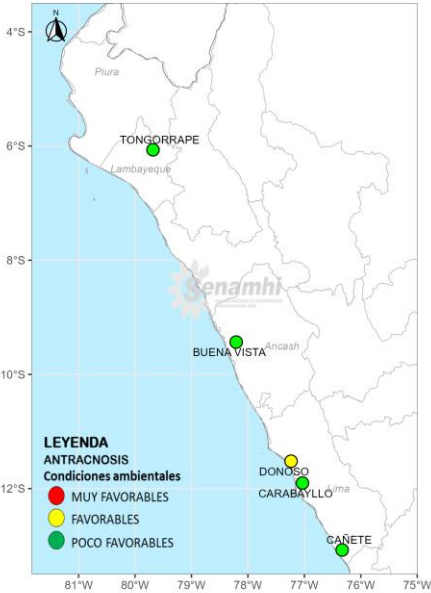 N
4°S
Piura
TONGORRAPE
6°S
Lambayeque
8°S
Senamhi
BUENA VISTA
Ancash
10°S
LEYENDA
ANTRACNOSIS
Condiciones ambientales
MUY FAVORABLES
FAVORABLES
POCO FAVORABLES
DONOSO
CARABAYLLO
Lima
12°S
CAÑETE
81°W
80°W
79°W
78°W
77°W
76°W
75°W